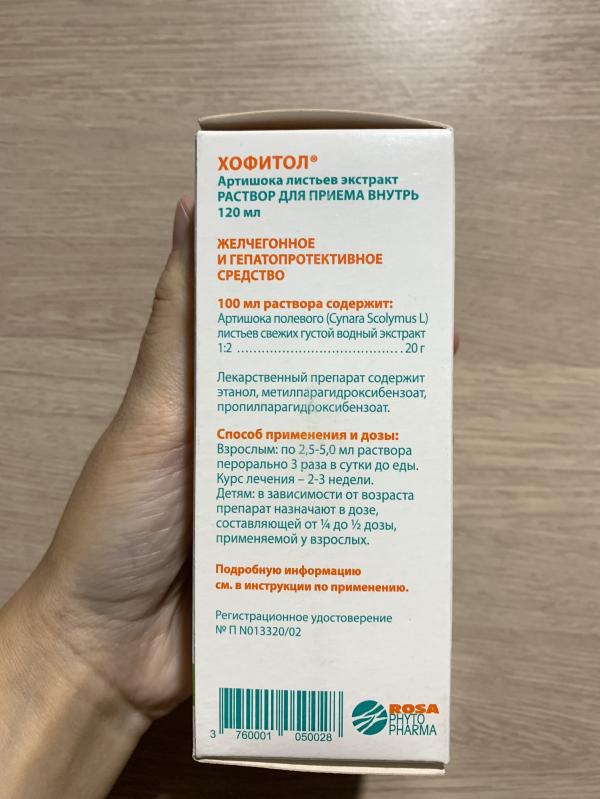 ХОФИТОЛ®
Артишока листьев экстракт
РАСТВОР ДЛЯ ПРИЕМА ВНУТРЬ
120 мл
ЖЕЛЧЕГОННОЕ
И ГЕПАТОПРОТЕКТИВНОЕ
СРЕДСТВО
100 мл раствора содержит:
Артишока полевого (Cynara Scolymus L)
листьев свежих густой водный экстракт
1:2 ........................................ 20 г
Лекарственный препарат содержит
этанол, метилпарагидроксибензоат,
пропилпарагидроксибензоат.
Способ применения и дозы:
Взрослым: по 2,5-5,0 мл раствора
перорально 3 раза в сутки до еды.
Курс лечения – 2-3 недели.
Детям: в зависимости от возраста
препарат назначают в дозе,
составляющей от ¼ до ½ дозы,
применяемой у взрослых.
Подробную информацию
см. в инструкции по применению.
Регистрационное удостоверение
№ П N013320/02
3 760001 050028
ROSA
PHYTO
PHARMA